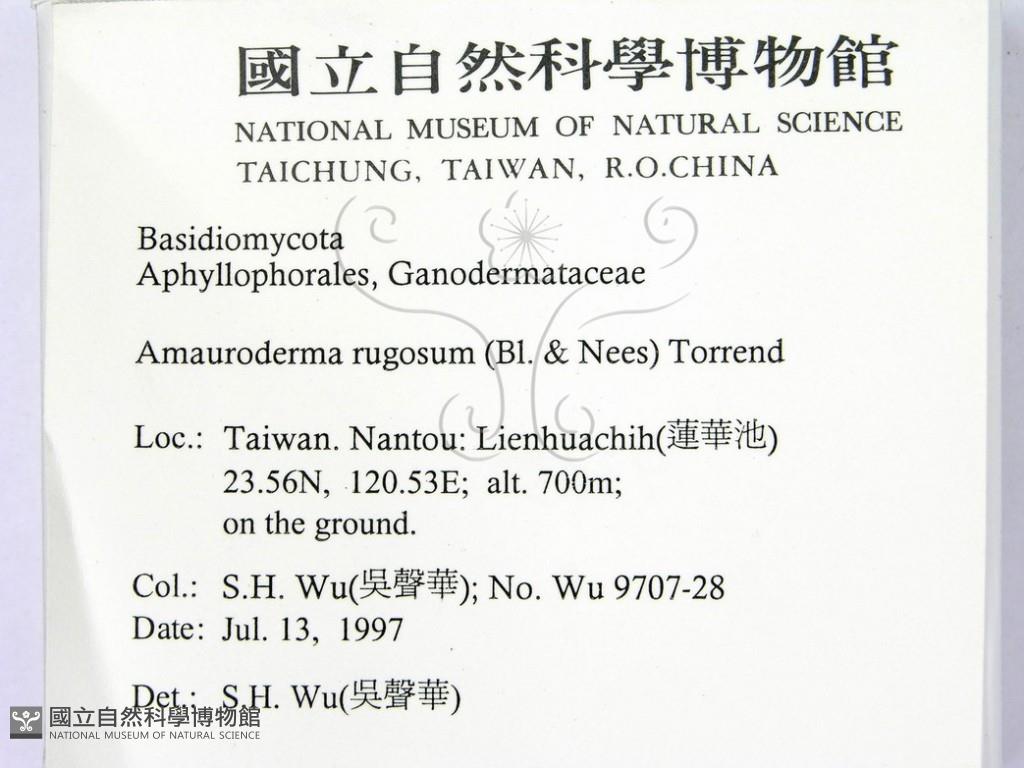 國立自然科學博物館
NATIONAL MUSEUM OF NATURAL SCIENCE
TAICHUNG, TAIWAN, R.O.CHINA
Basidiomycota
Aphyllophorales, Ganodermataceae
Amauroderma rugosum (Bl. & Nees) Torrend
Loc.: Taiwan. Nantou: Lienhuachih(蓮華池)
23.56N, 120.53E; alt. 700m;
on the ground.
Col.: S.H. Wu(吳聲華); No. Wu 9707-28
Date: Jul. 13, 1997
Det.: S.H. Wu(吳聲華)
國立自然科學博物館
NATIONAL MUSEUM OF NATURAL SCIENCE